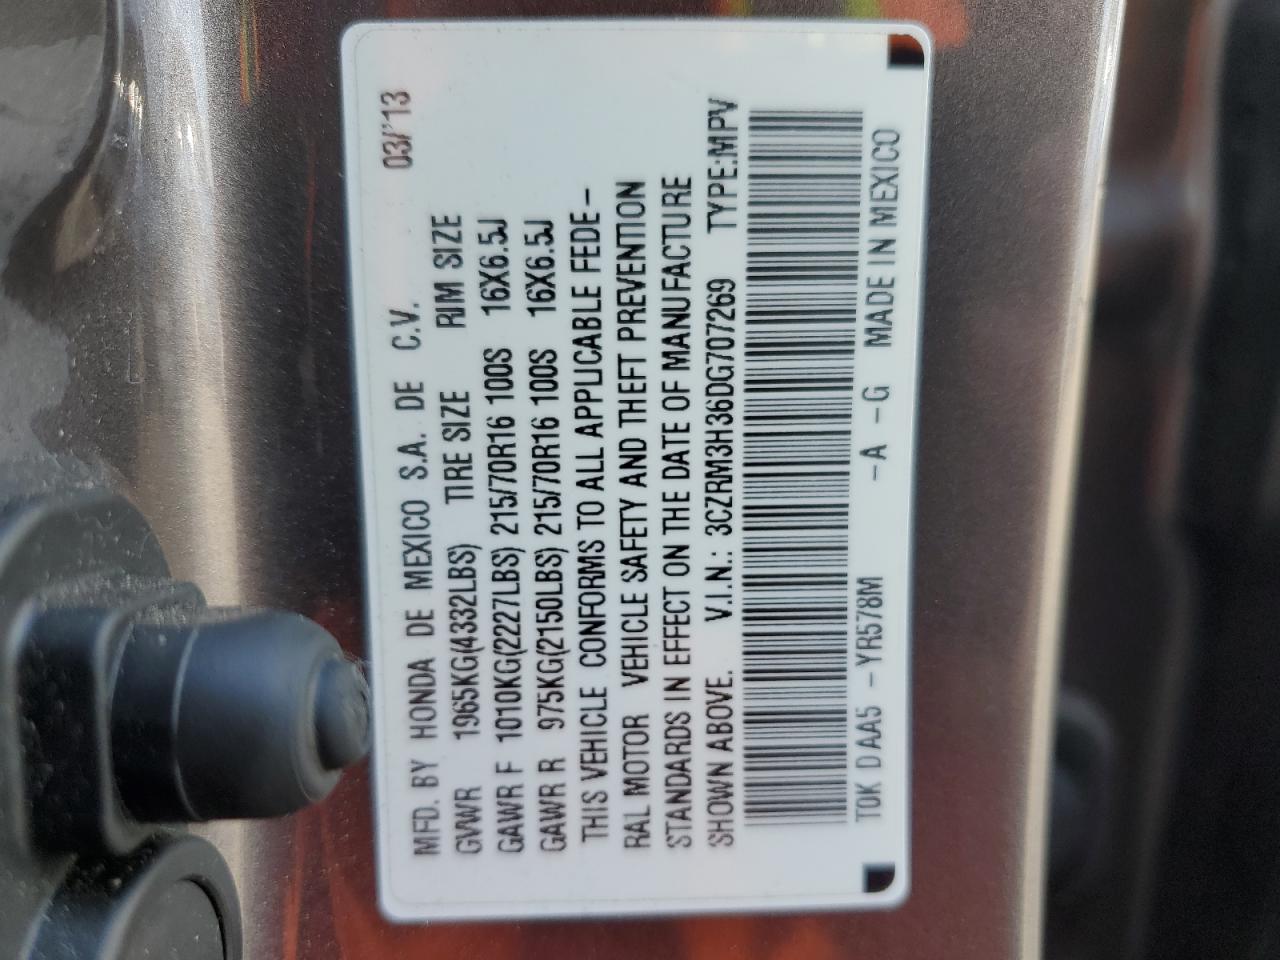 MFD. BY HONDA DE MEXICO S.A. DE C.V. 03/'13
GVWR 1965KG(4332LBS) TIRE SIZE RIM SIZE
GAWR F 1010KG(2227LBS) 215/70R16 100S 16X6.5J
GAWR R 975KG(2150LBS) 215/70R16 100S 16X6.5J
THIS VEHICLE CONFORMS TO ALL APPLICABLE FEDE-
RAL MOTOR VEHICLE SAFETY AND THEFT PREVENTION
STANDARDS IN EFFECT ON THE DATE OF MANUFACTURE
SHOWN ABOVE. V.I.N.: 3CZRM3H36DG707269 TYPE:MPV
T0K D AA5 -YR578M -A -G MADE IN MEXICO